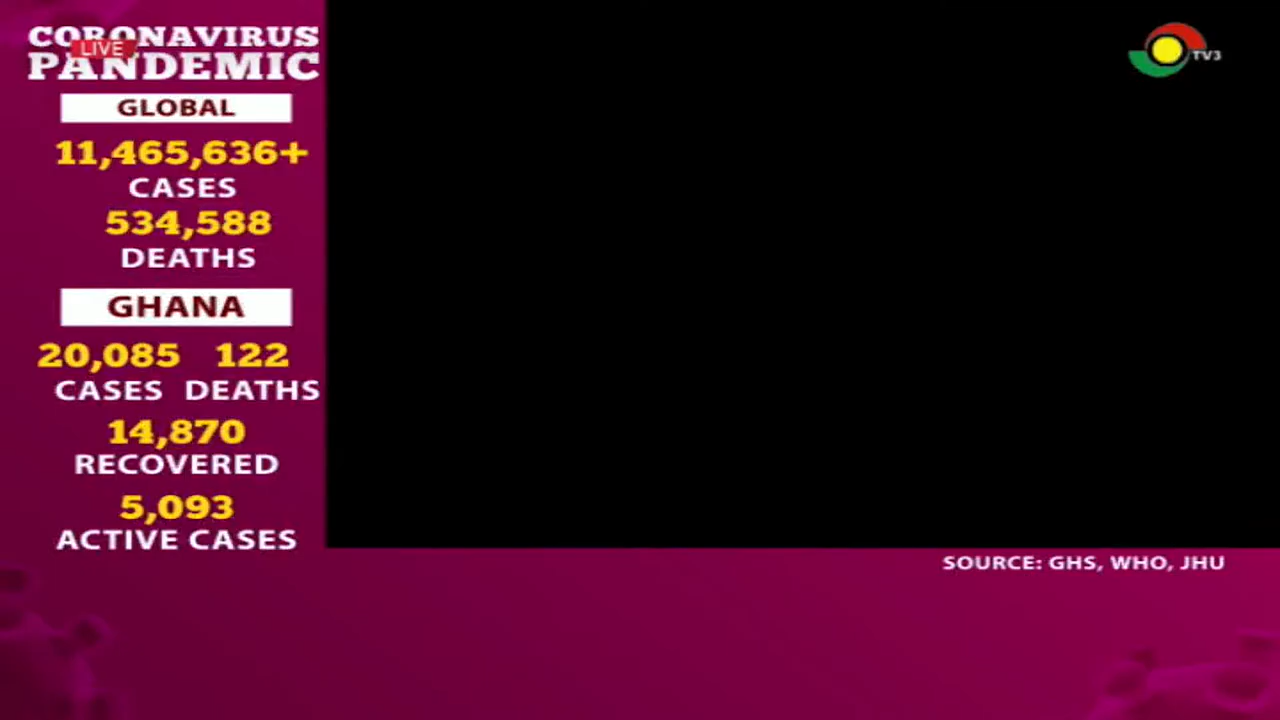 CORONAVIRUS
LIVE
PANDEMIC
GLOBAL
11,465,636+
CASES
534,588
DEATHS
GHANA
20,085 122
CASES DEATHS
14,870
RECOVERED
5,093
ACTIVE CASES
TV3
SOURCE: GHS, WHO, JHU